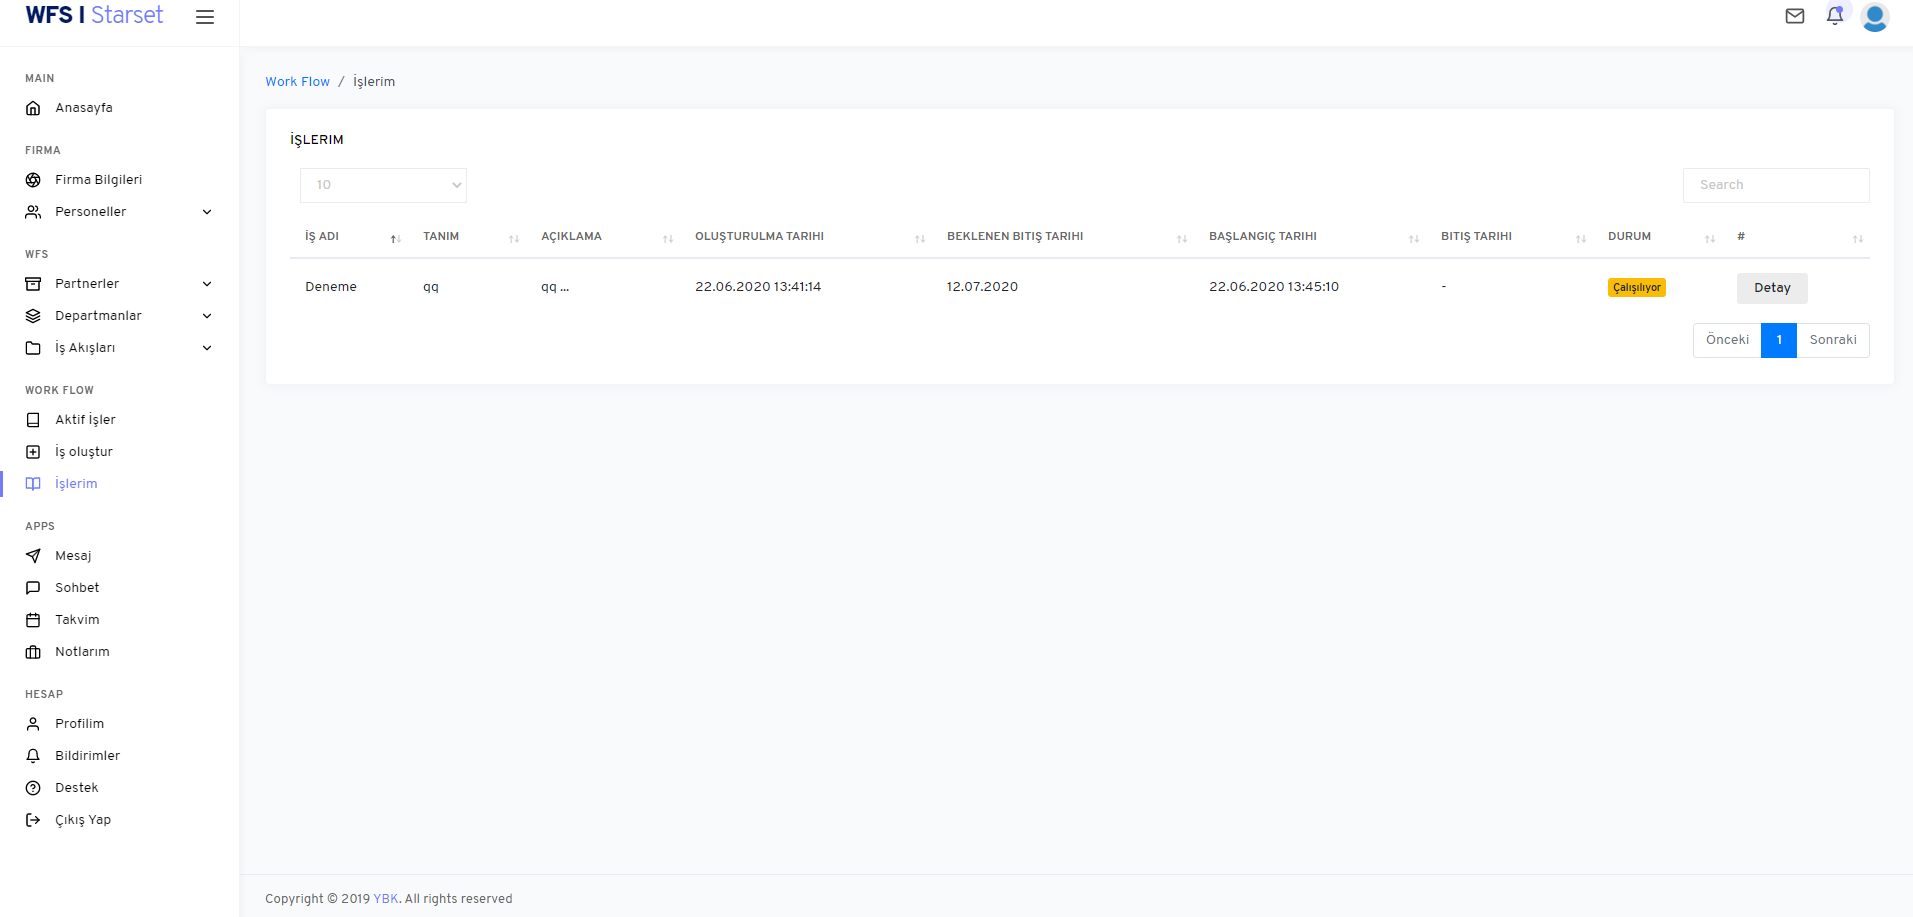 WFS | Starset
MAIN
Anasayfa
FIRMA
Firma Bilgileri
Personeller
WFS
Partnerler
Departmanlar
İş Akışları
WORK FLOW
Aktif İşler
İş oluştur
İşlerim
APPS
Mesaj
Sohbet
Takvim
Notlarım
HESAP
Profilim
Bildirimler
Destek
Çıkış Yap
Work Flow / İşlerim
İŞLERIM
10
Search
İŞ ADI TANIM AÇIKLAMA OLUŞTURULMA TARIHI BEKLENEN BITIŞ TARIHI BAŞLANGIÇ TARIHI BITIŞ TARIHI DURUM #
Deneme qq qq ... 22.06.2020 13:41:14 12.07.2020 22.06.2020 13:45:10 - Çalışılıyor Detay
Önceki 1 Sonraki
Copyright © 2019 YBK. All rights reserved